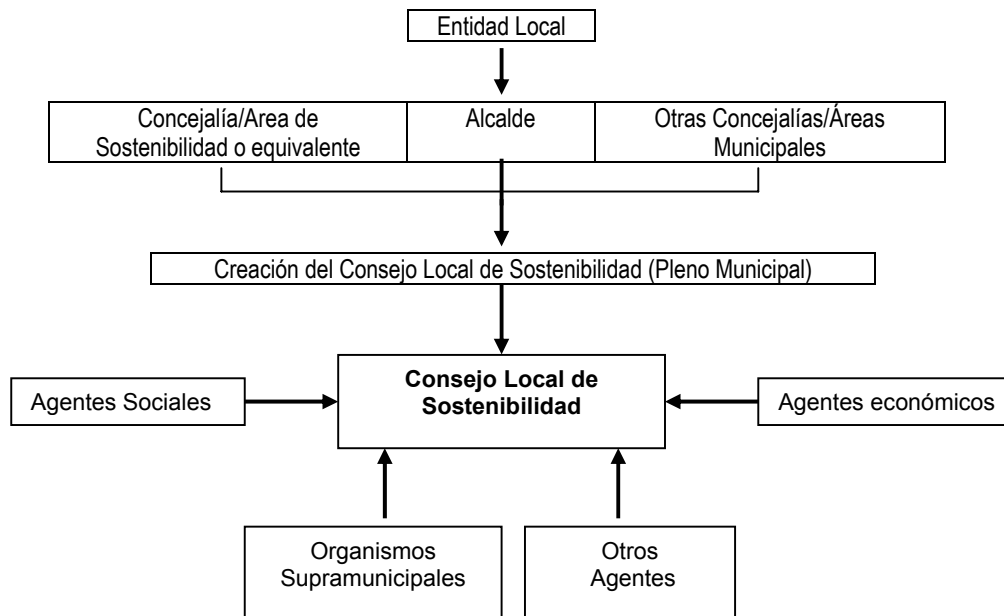 Entidad Local
Concejalía/Area de
Sostenibilidad o equivalente
Alcalde
Otras Concejalías/Áreas
Municipales
Creación del Consejo Local de Sostenibilidad (Pleno Municipal)
Consejo Local de
Sostenibilidad
Agentes Sociales
Agentes económicos
Organismos
Supramunicipales
Otros
Agentes